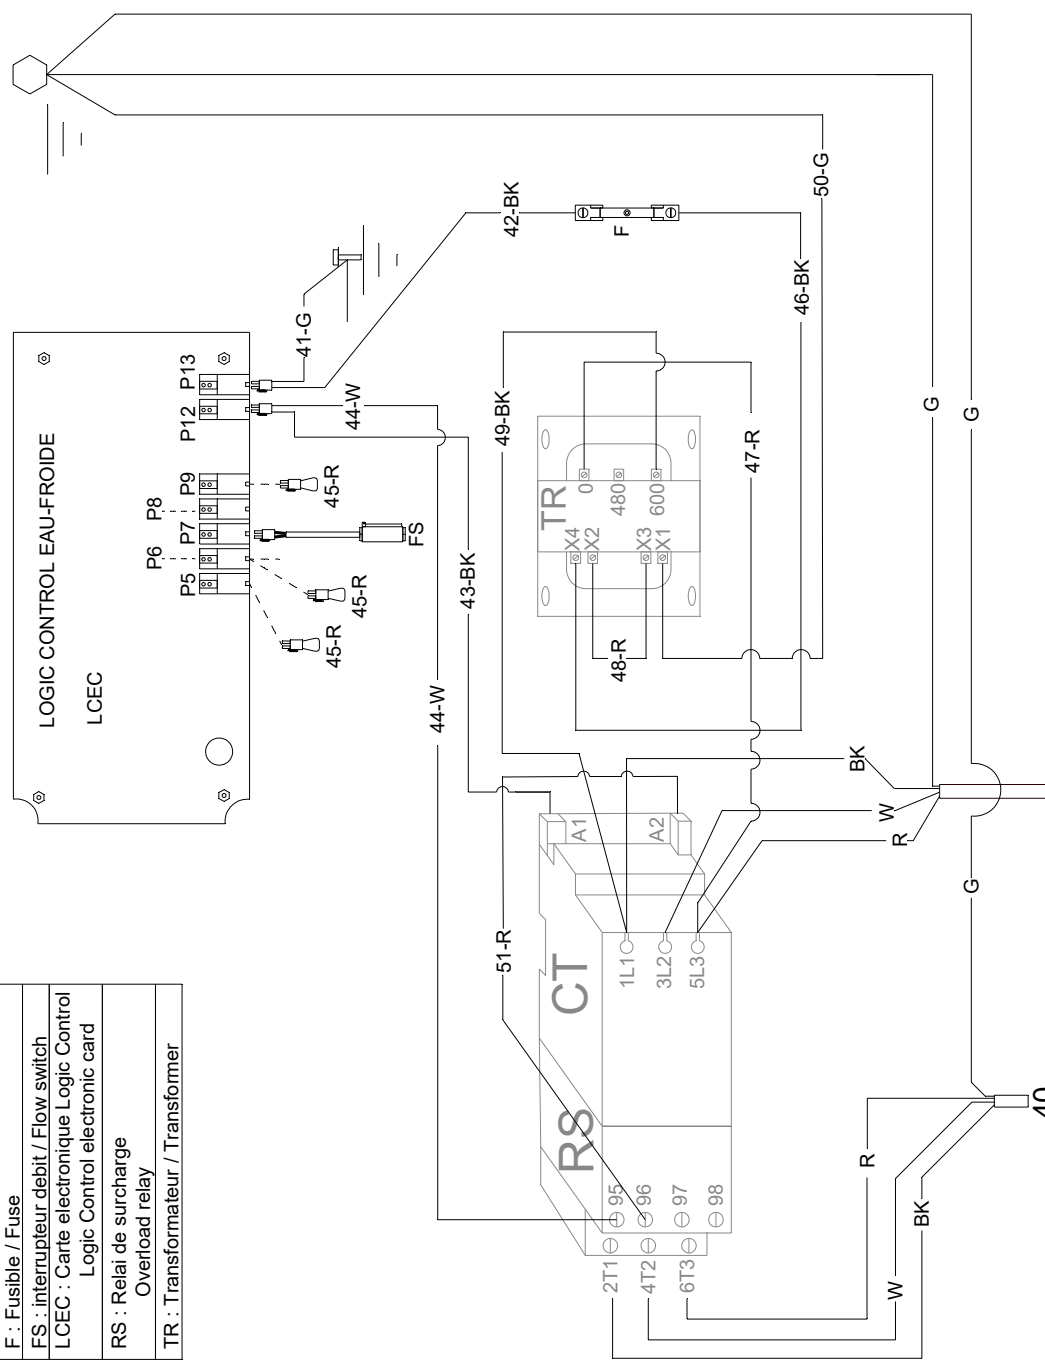 LOGIC CONTROL EAU-FROIDE
LCEC
P5
P6
P7
P8
P9
P12
P13
45-R
45-R
45-R
FS
41-G
42-BK
44-W
43-BK
44-W
F
50-G
46-BK
49-BK
47-R
48-R
TR
0
480
600
X4
X2
X3
X1
51-R
A1
A2
CT
RS
1L1
3L2
5L3
95
96
97
98
2T1
4T2
6T3
BK
W
R
G
G
G
R
W
BK
F : Fusible / Fuse
FS : interrupteur debit / Flow switch
LCEC : Carte electronique Logic Control
Logic Control electronic card
RS : Relai de surcharge
Overload relay
TR : Transformateur / Transformer